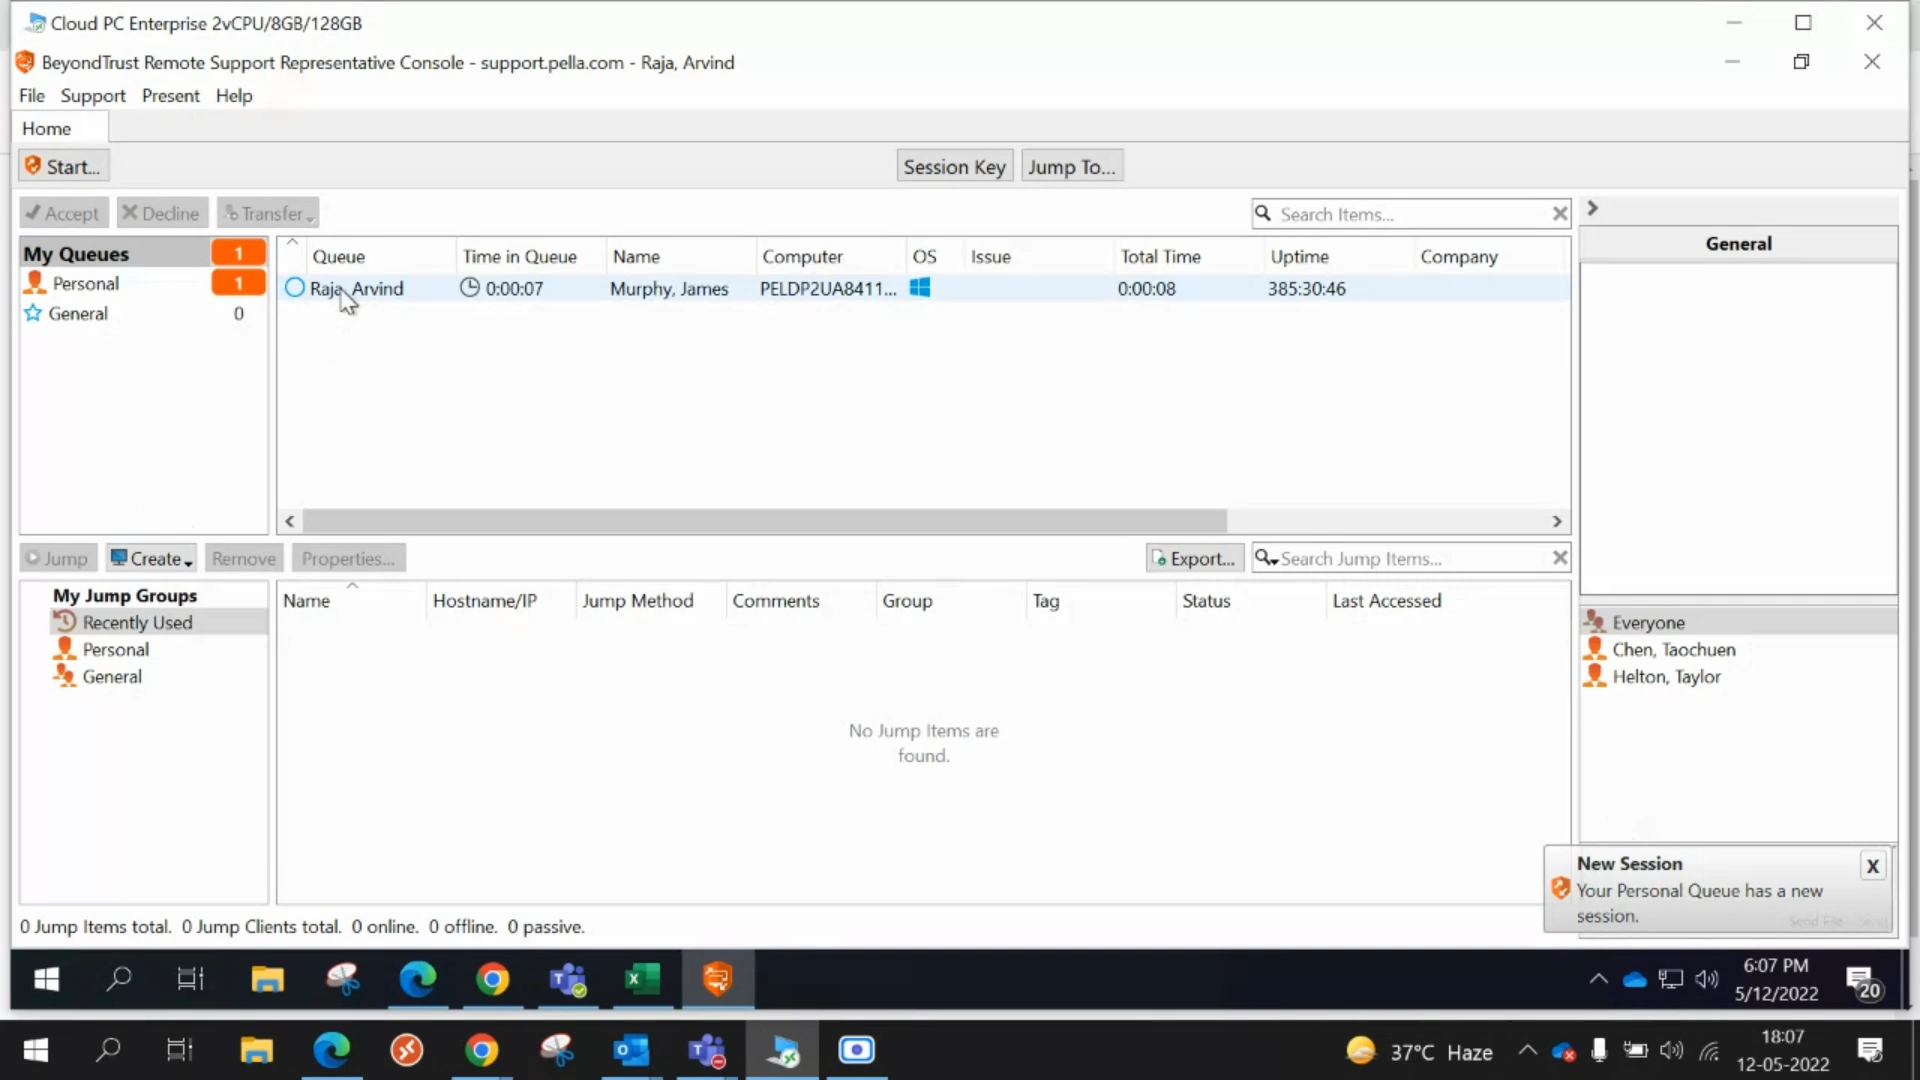 Cloud PC Enterprise 2vCPU/8GB/128GB
BeyondTrust Remote Support Representative Console - support.pella.com - Raja, Arvind
File Support Present Help
Home
Start...
Session Key Jump To...
Accept Decline Transfer
Search Items...
General
My Queues 1
Personal 1
General 0
Queue Time in Queue Name Computer OS Issue Total Time Uptime Company
Raja, Arvind 0:00:07 Murphy, James PELDP2UA8411... 0:00:08 385:30:46
Jump Create Remove Properties...
Export... Search Jump Items...
My Jump Groups
Recently Used
Personal
General
Name Hostname/IP Jump Method Comments Group Tag Status Last Accessed
No Jump Items are
found.
Everyone
Chen, Taochuen
Helton, Taylor
New Session X
Your Personal Queue has a new
session.
Send File
0 Jump Items total. 0 Jump Clients total. 0 online. 0 offline. 0 passive.
6:07 PM
5/12/2022
20
37°C Haze
18:07
12-05-2022